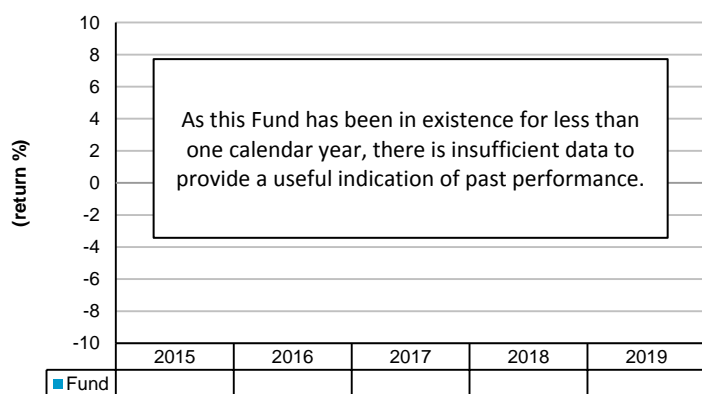 10
8
6
4
2
0
-2
-4
-6
-8
-10
(return %)
As this Fund has been in existence for less than
one calendar year, there is insufficient data to
provide a useful indication of past performance.
2015 2016 2017 2018 2019
Fund